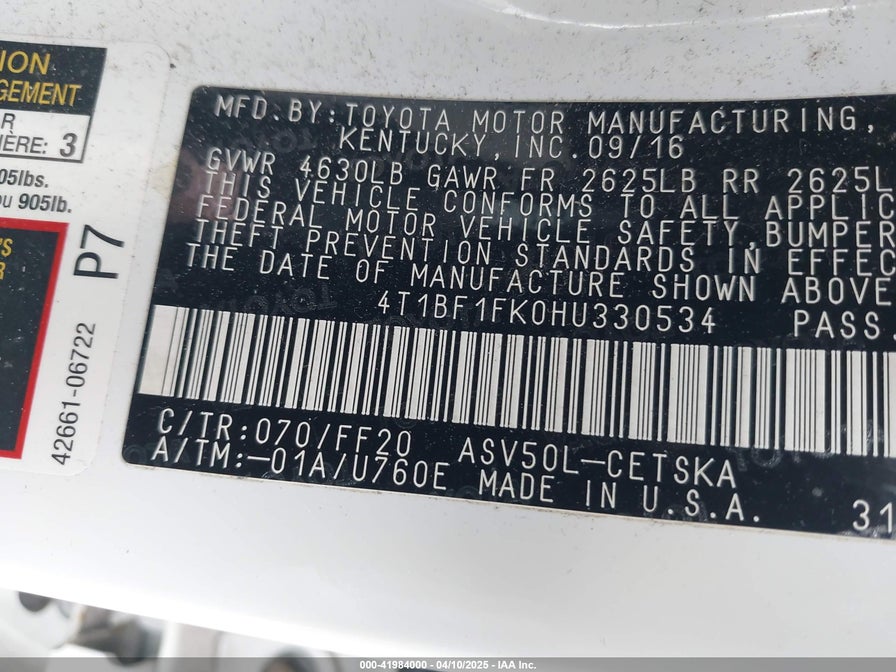 ION
GEMENT
R
HERE: 3
05lbs.
ou 905lb.
'S
R
P7
42661-06722
MFD.BY:TOYOTA MOTOR MANUFACTURING,
KENTUCKY,INC.09/16
GVWR 4630LB GAWR FR 2625LB RR 2625L
THIS VEHICLE CONFORMS TO ALL APPLIC
FEDERAL MOTOR VEHICLE SAFETY,BUMPER
THEFT PREVENTION STANDARDS IN EFFEC
THE DATE OF MANUFACTURE SHOWN ABOVE
4T1BF1FK0HU330534 PASS.
C/TR:070/FF20 ASV50L-CETSKA
A/TM:-01A/U760E MADE IN U.S.A. 31
000-41984000 — 04/10/2025 — IAA Inc.